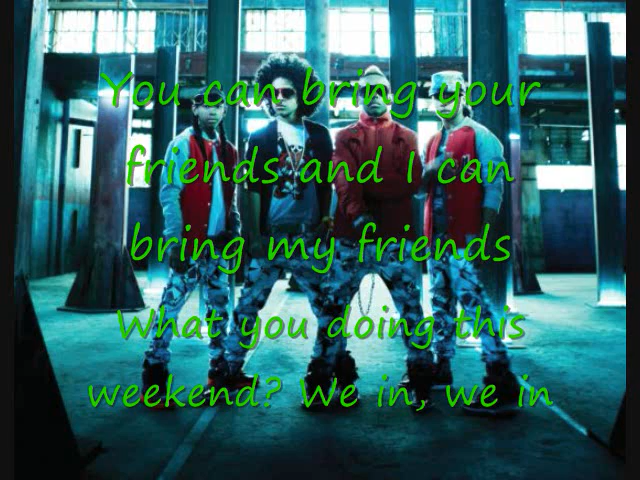 You can bring your
friends and I can
bring my friends
What you doing this
weekend? We in, we in